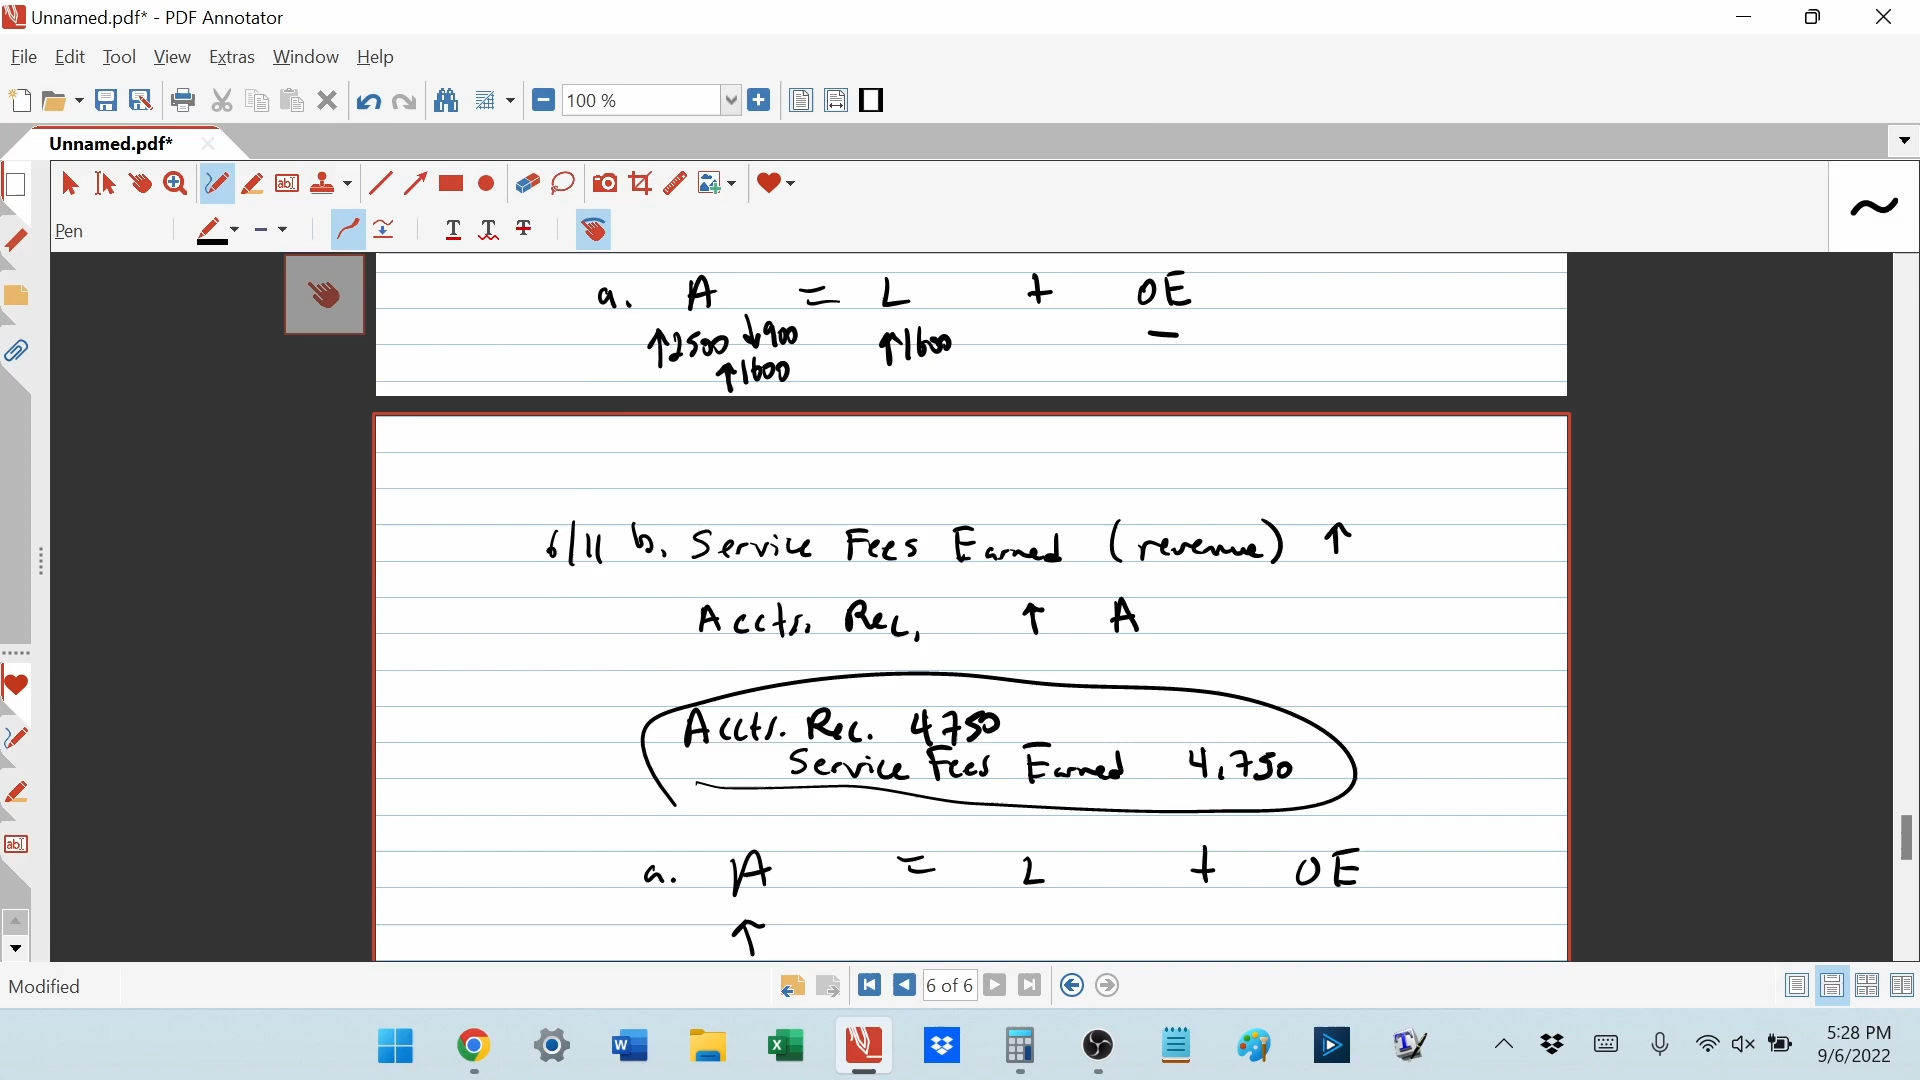 Unnamed.pdf* - PDF Annotator
File Edit Tool View Extras Window Help
100 %
Unnamed.pdf*
Pen
a. A = L + OE
↑2500 ↓900 ↑1600 —
↑1600
6/11 b. Service Fees Earned (revenue) ↑
Accts. Rec. ↑ A
Accts. Rec. 4750
Service Fees Earned 4,750
a. A = L + OE
↑
Modified
6 of 6
5:28 PM
9/6/2022